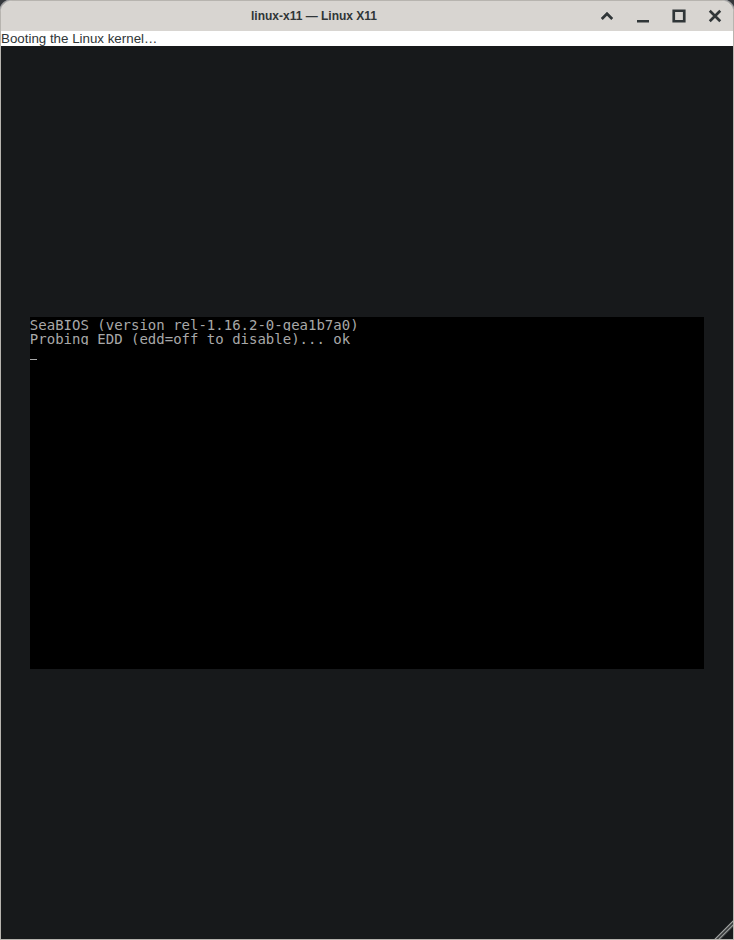 linux-x11 — Linux X11
Booting the Linux kernel…
SeaBIOS (version rel-1.16.2-0-gea1b7a0)
Probing EDD (edd=off to disable)... ok
_